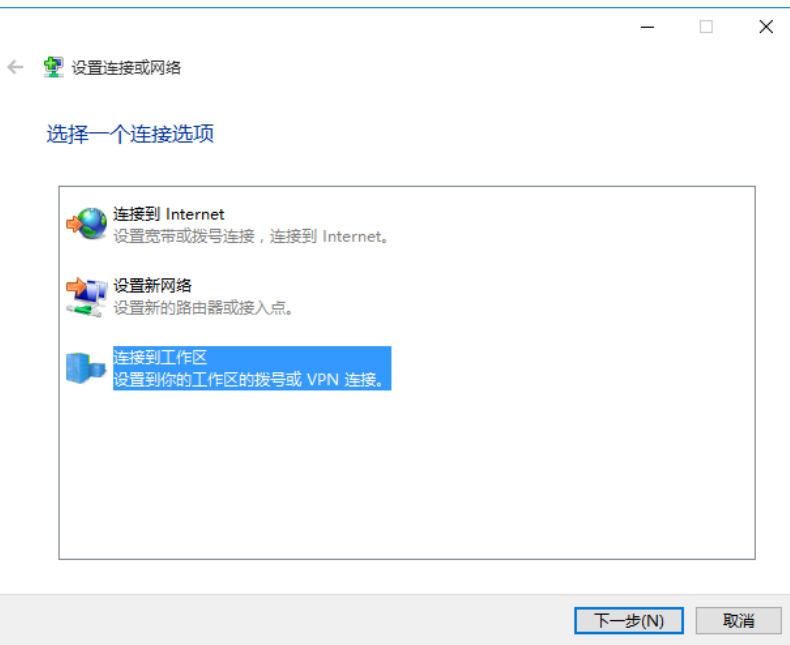 设置连接或网络
选择一个连接选项
连接到 Internet
设置宽带或拨号连接，连接到 Internet。
设置新网络
设置新的路由器或接入点。
连接到工作区
设置到你的工作区的拨号或 VPN 连接。
下一步(N)
取消